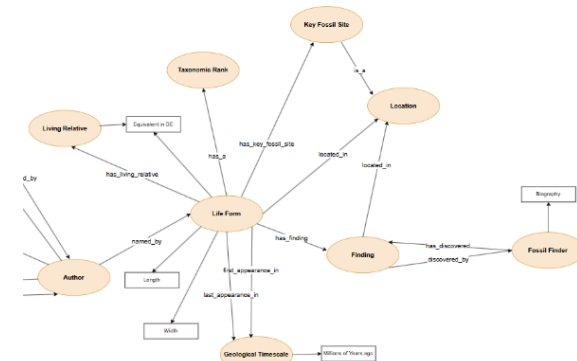 Key Fossil Site
Taxonomic Rank
is_a
Location
Equivalent in DE
Living Relative
has_key_fossil_site
has_a
located_in
located_in
has_living_relative
d_by
Biography
Life Form
has_finding
has_discovered
named_by
Finding
Fossil Finder
discovered_by
Author
first_appearance_in
Length
last_appearance_in
Width
Geological Timescale
Millions of Years ago